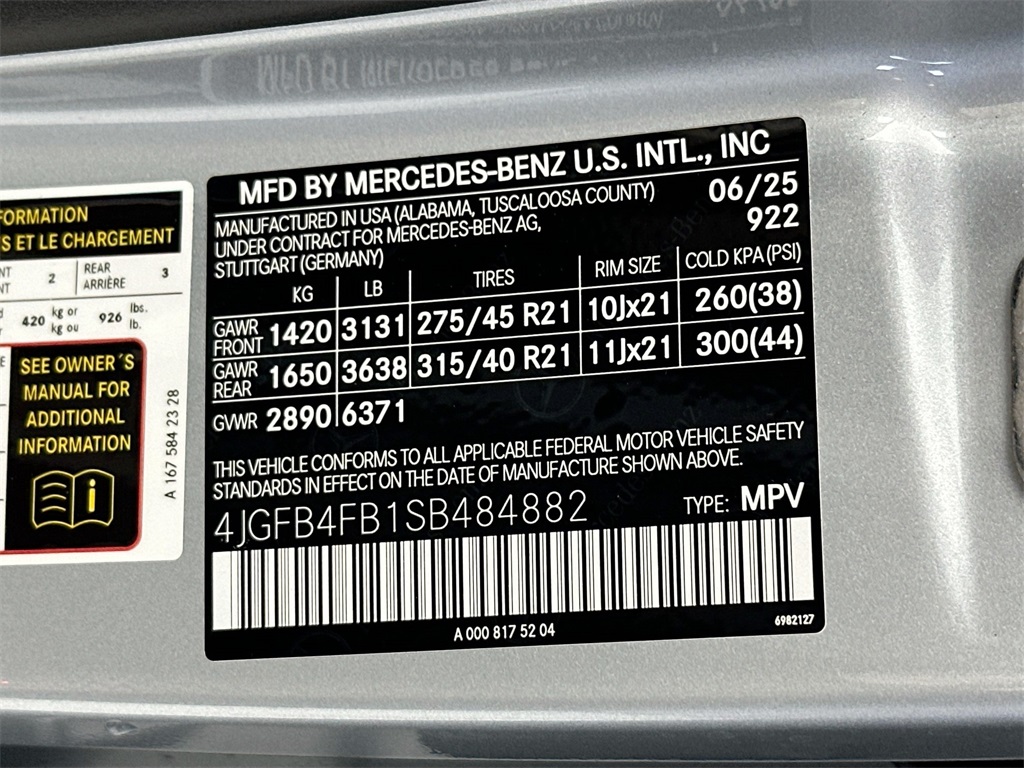 MFD BY MERCEDES-BENZ U.S. INTL., INC
MANUFACTURED IN USA (ALABAMA, TUSCALOOSA COUNTY) 06/25
UNDER CONTRACT FOR MERCEDES-BENZ AG, 922
STUTTGART (GERMANY)
KG LB TIRES RIM SIZE COLD KPA (PSI)
GAWR FRONT 1420 3131 275/45 R21 10Jx21 260(38)
GAWR REAR 1650 3638 315/40 R21 11Jx21 300(44)
GVWR 2890 6371
THIS VEHICLE CONFORMS TO ALL APPLICABLE FEDERAL MOTOR VEHICLE SAFETY
STANDARDS IN EFFECT ON THE DATE OF MANUFACTURE SHOWN ABOVE.
4JGFB4FB1SB484882 TYPE: MPV
A 000 817 52 04
6982127
ET LE CHARGEMENT
2 REAR 3
ARRIÈRE
420 kg or 926 lbs.
kg ou lb.
SEE OWNER´S
MANUAL FOR
ADDITIONAL
INFORMATION
A 167 584 23 28